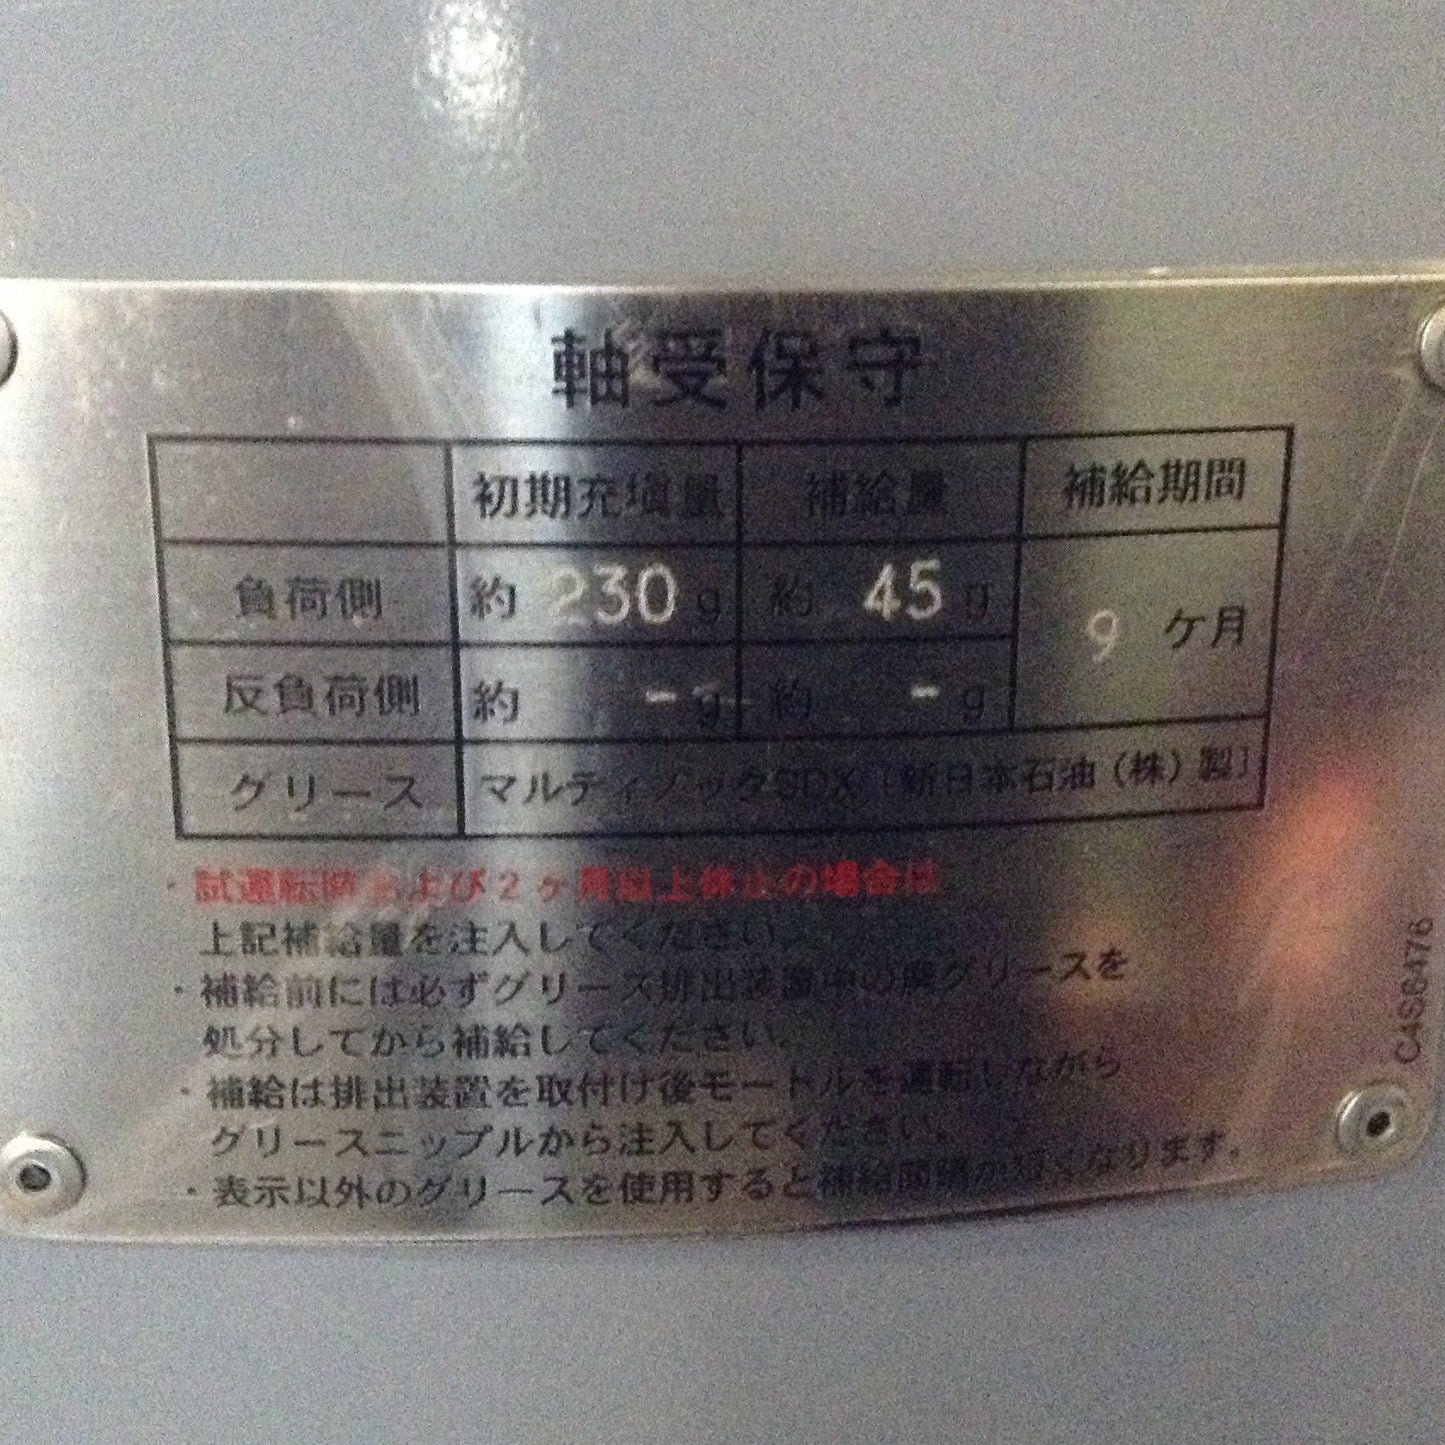 軸受保守
初期充填量 補給量 補給期間
負荷側 約 230 g 約 45 g
9 ケ月
反負荷側 約 - g 約 - g
グリース マルティノックSDX〔新日本石油(株)製〕
・試運転時および2ヶ月以上休止の場合は
上記補給量を注入してください。
・補給前には必ずグリース排出装置中の廃グリースを
処分してから補給してください。
・補給は排出装置を取付け後モートルを運転しながら
グリースニップルから注入してください。
・表示以外のグリースを使用すると補給期間が短くなります。
C4S6476